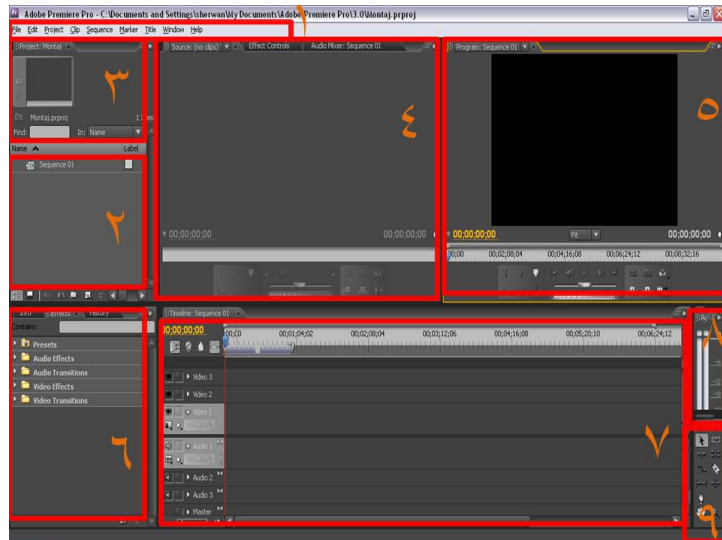 Adobe Premiere Pro - C:\Documents and Settings\sherwan\My Documents\Adobe Premiere Pro\3.0\Montaj.prproj
File Edit Project Clip Sequence Marker Title Window Help
١
Project: Montaj
Source: (no clips) Effect Controls Audio Mixer: Sequence 01
Program: Sequence 01
٣
٤
٥
Montaj.prproj
Find: In: Name
Name Label
Sequence 01
٢
00;00;00;00 00;00;00;00
00;00;00;00 Fit 00;00;00;00
00;00 00;02;08;04 00;04;16;08 00;06;24;12 00;08;32;16
Info Effects History
Contains:
Presets
Audio Effects
Audio Transitions
Video Effects
Video Transitions
٦
Timeline: Sequence 01
00;00;00;00
00;00 00;01;04;02 00;02;08;04 00;03;12;06 00;04;16;08 00;05;20;10 00;06;24;12
Video 3
Video 2
Video 1
Audio 1
Audio 2
Audio 3
Master
٧
٨
٩